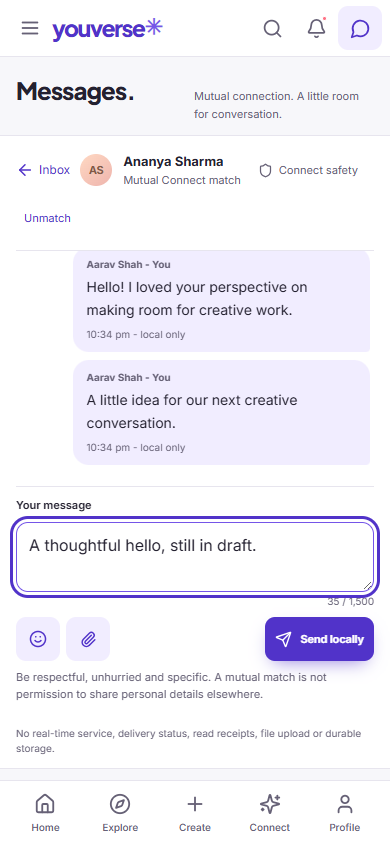 youverse✳
Messages.
Mutual connection. A little room
for conversation.
Inbox
AS
Ananya Sharma
Mutual Connect match
Connect safety
Unmatch
Aarav Shah - You
Hello! I loved your perspective on
making room for creative work.
10:34 pm - local only
Aarav Shah - You
A little idea for our next creative
conversation.
10:34 pm - local only
Your message
A thoughtful hello, still in draft.
35 / 1,500
Send locally
Be respectful, unhurried and specific. A mutual match is not
permission to share personal details elsewhere.
No real-time service, delivery status, read receipts, file upload or durable
storage.
Home
Explore
Create
Connect
Profile